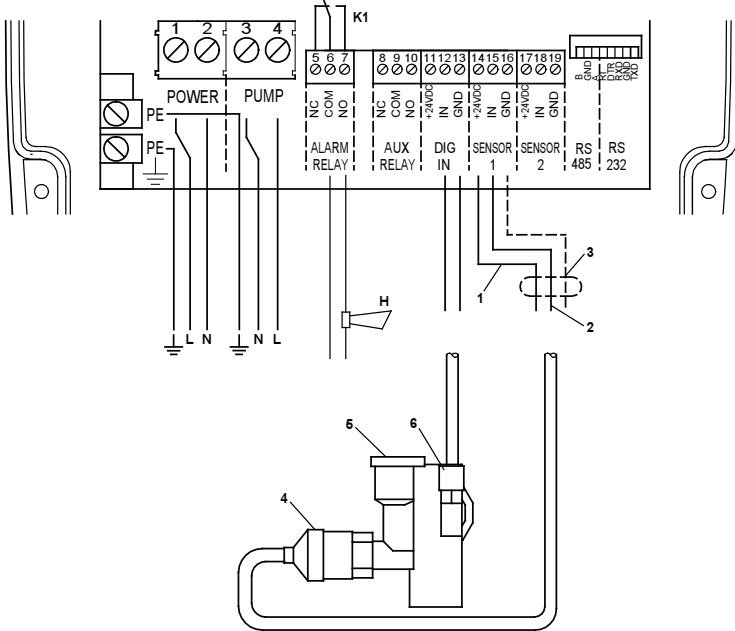 K1
1 2 3 4
5 6 7 8 9 10 11 12 13 14 15 16 17 18 19
POWER PUMP
NC COM NO NC COM NO +24VDC IN GND +24VDC IN GND +24VDC IN GND
B GND A RI DTR RXD GND TXD
PE
PE
ALARM RELAY
AUX RELAY
DIG IN
SENSOR 1
SENSOR 2
RS 485
RS 232
3
1
2
H
L N N L
5 6
4